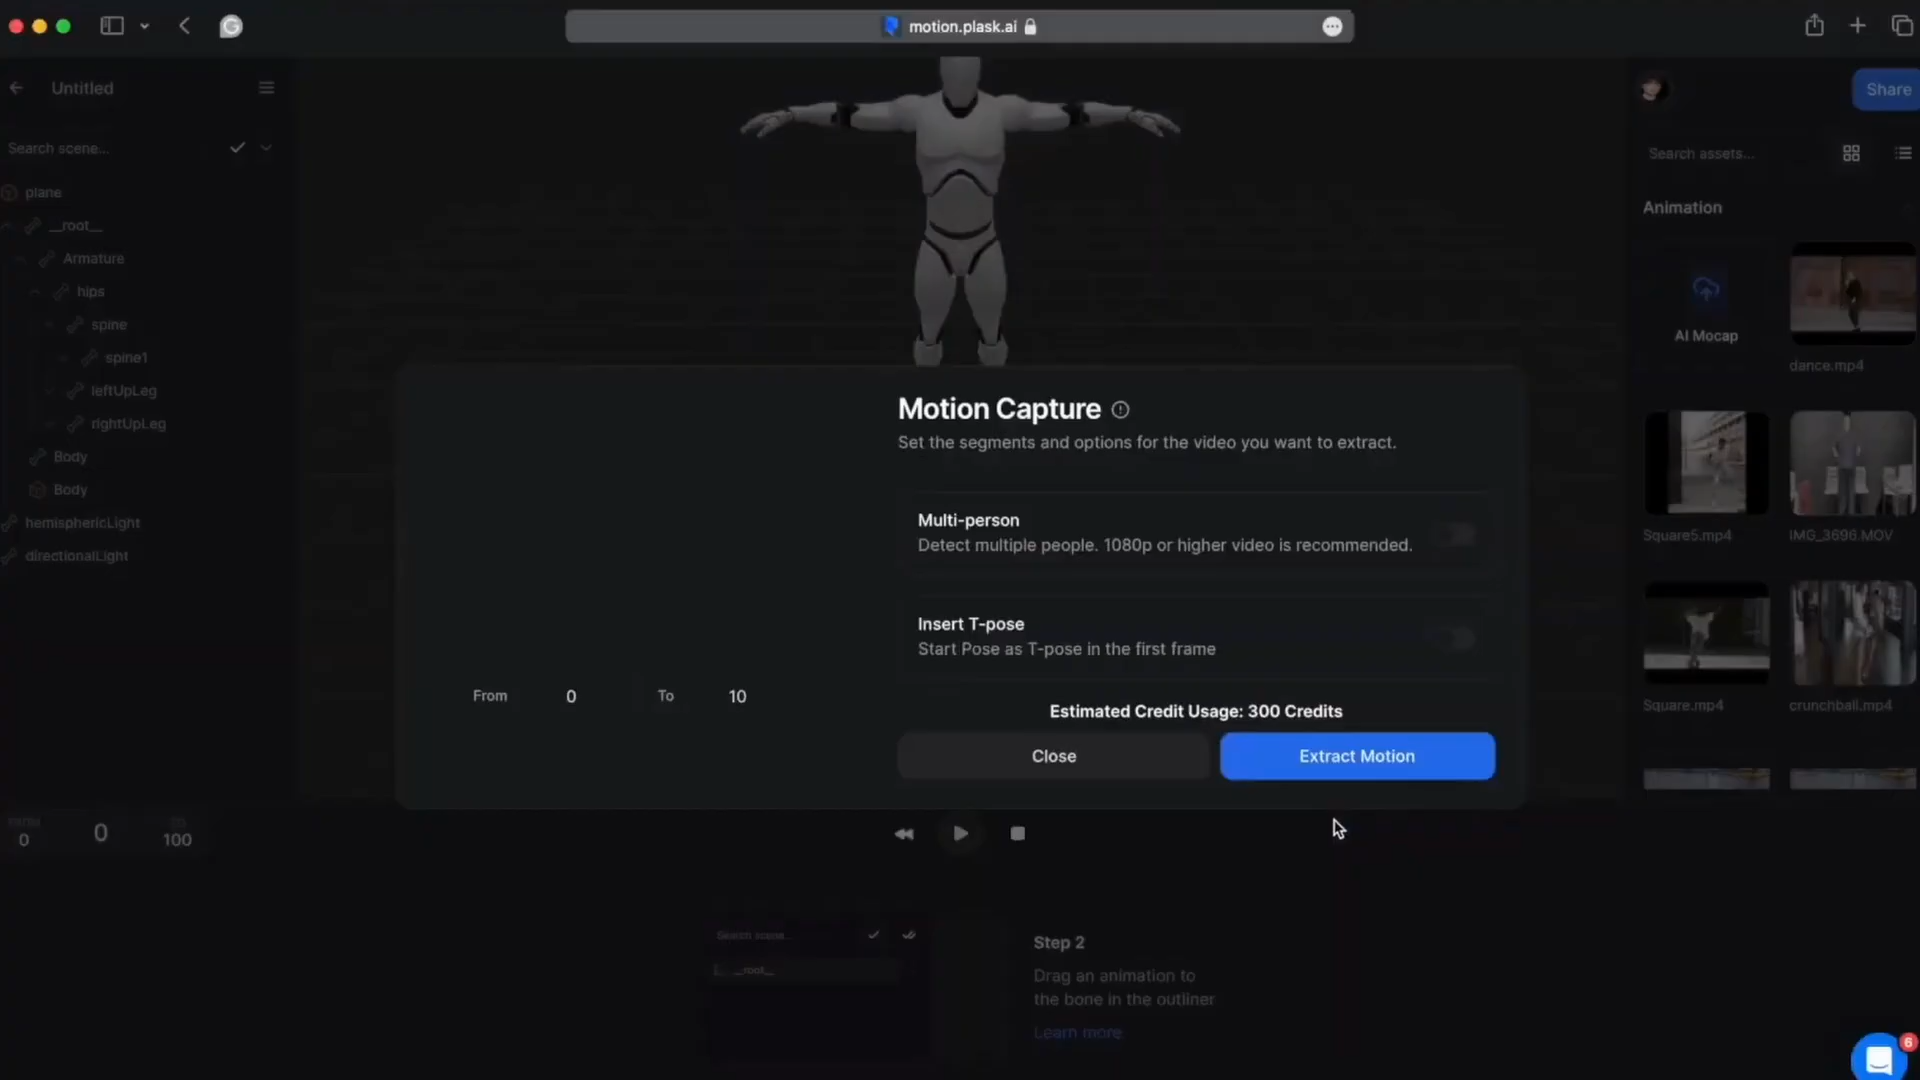 motion.plask.ai
Untitled
Share
Search scene...
Search assets...
plane
__root__
Armature
hips
spine
spine1
leftUpLeg
rightUpLeg
Body
Body
hemisphericLight
directionalLight
Animation
AI Mocap
dance.mp4
Square5.mp4
IMG_3696.MOV
Square.mp4
crunchball.mp4
Motion Capture
Set the segments and options for the video you want to extract.
Multi-person
Detect multiple people. 1080p or higher video is recommended.
Insert T-pose
Start Pose as T-pose in the first frame
From 0 To 10
Estimated Credit Usage: 300 Credits
Close
Extract Motion
0
0
TO
100
Search scene...
__root__
Step 2
Drag an animation to
the bone in the outliner
Learn more
6